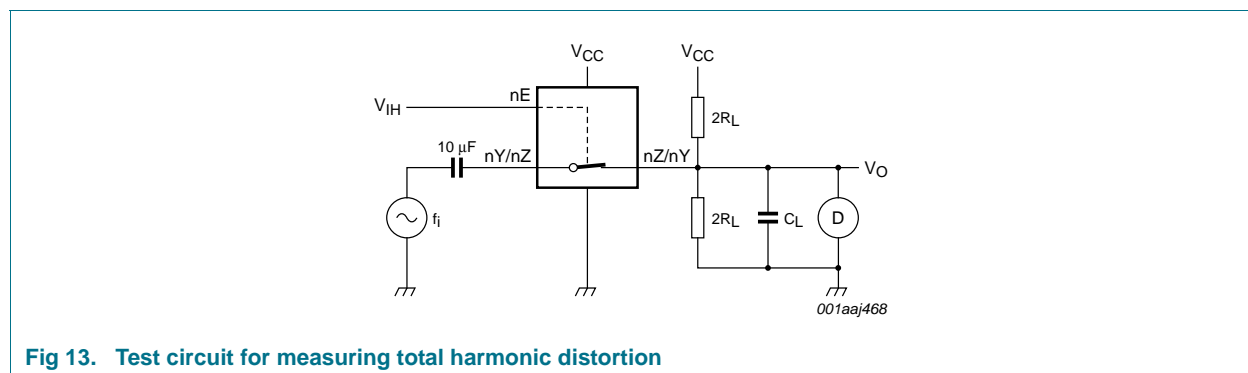 VCC
VCC
nE
VIH
2RL
10 μF
nY/nZ
nZ/nY
VO
fi
2RL
CL
D
001aaj468
Fig 13. Test circuit for measuring total harmonic distortion